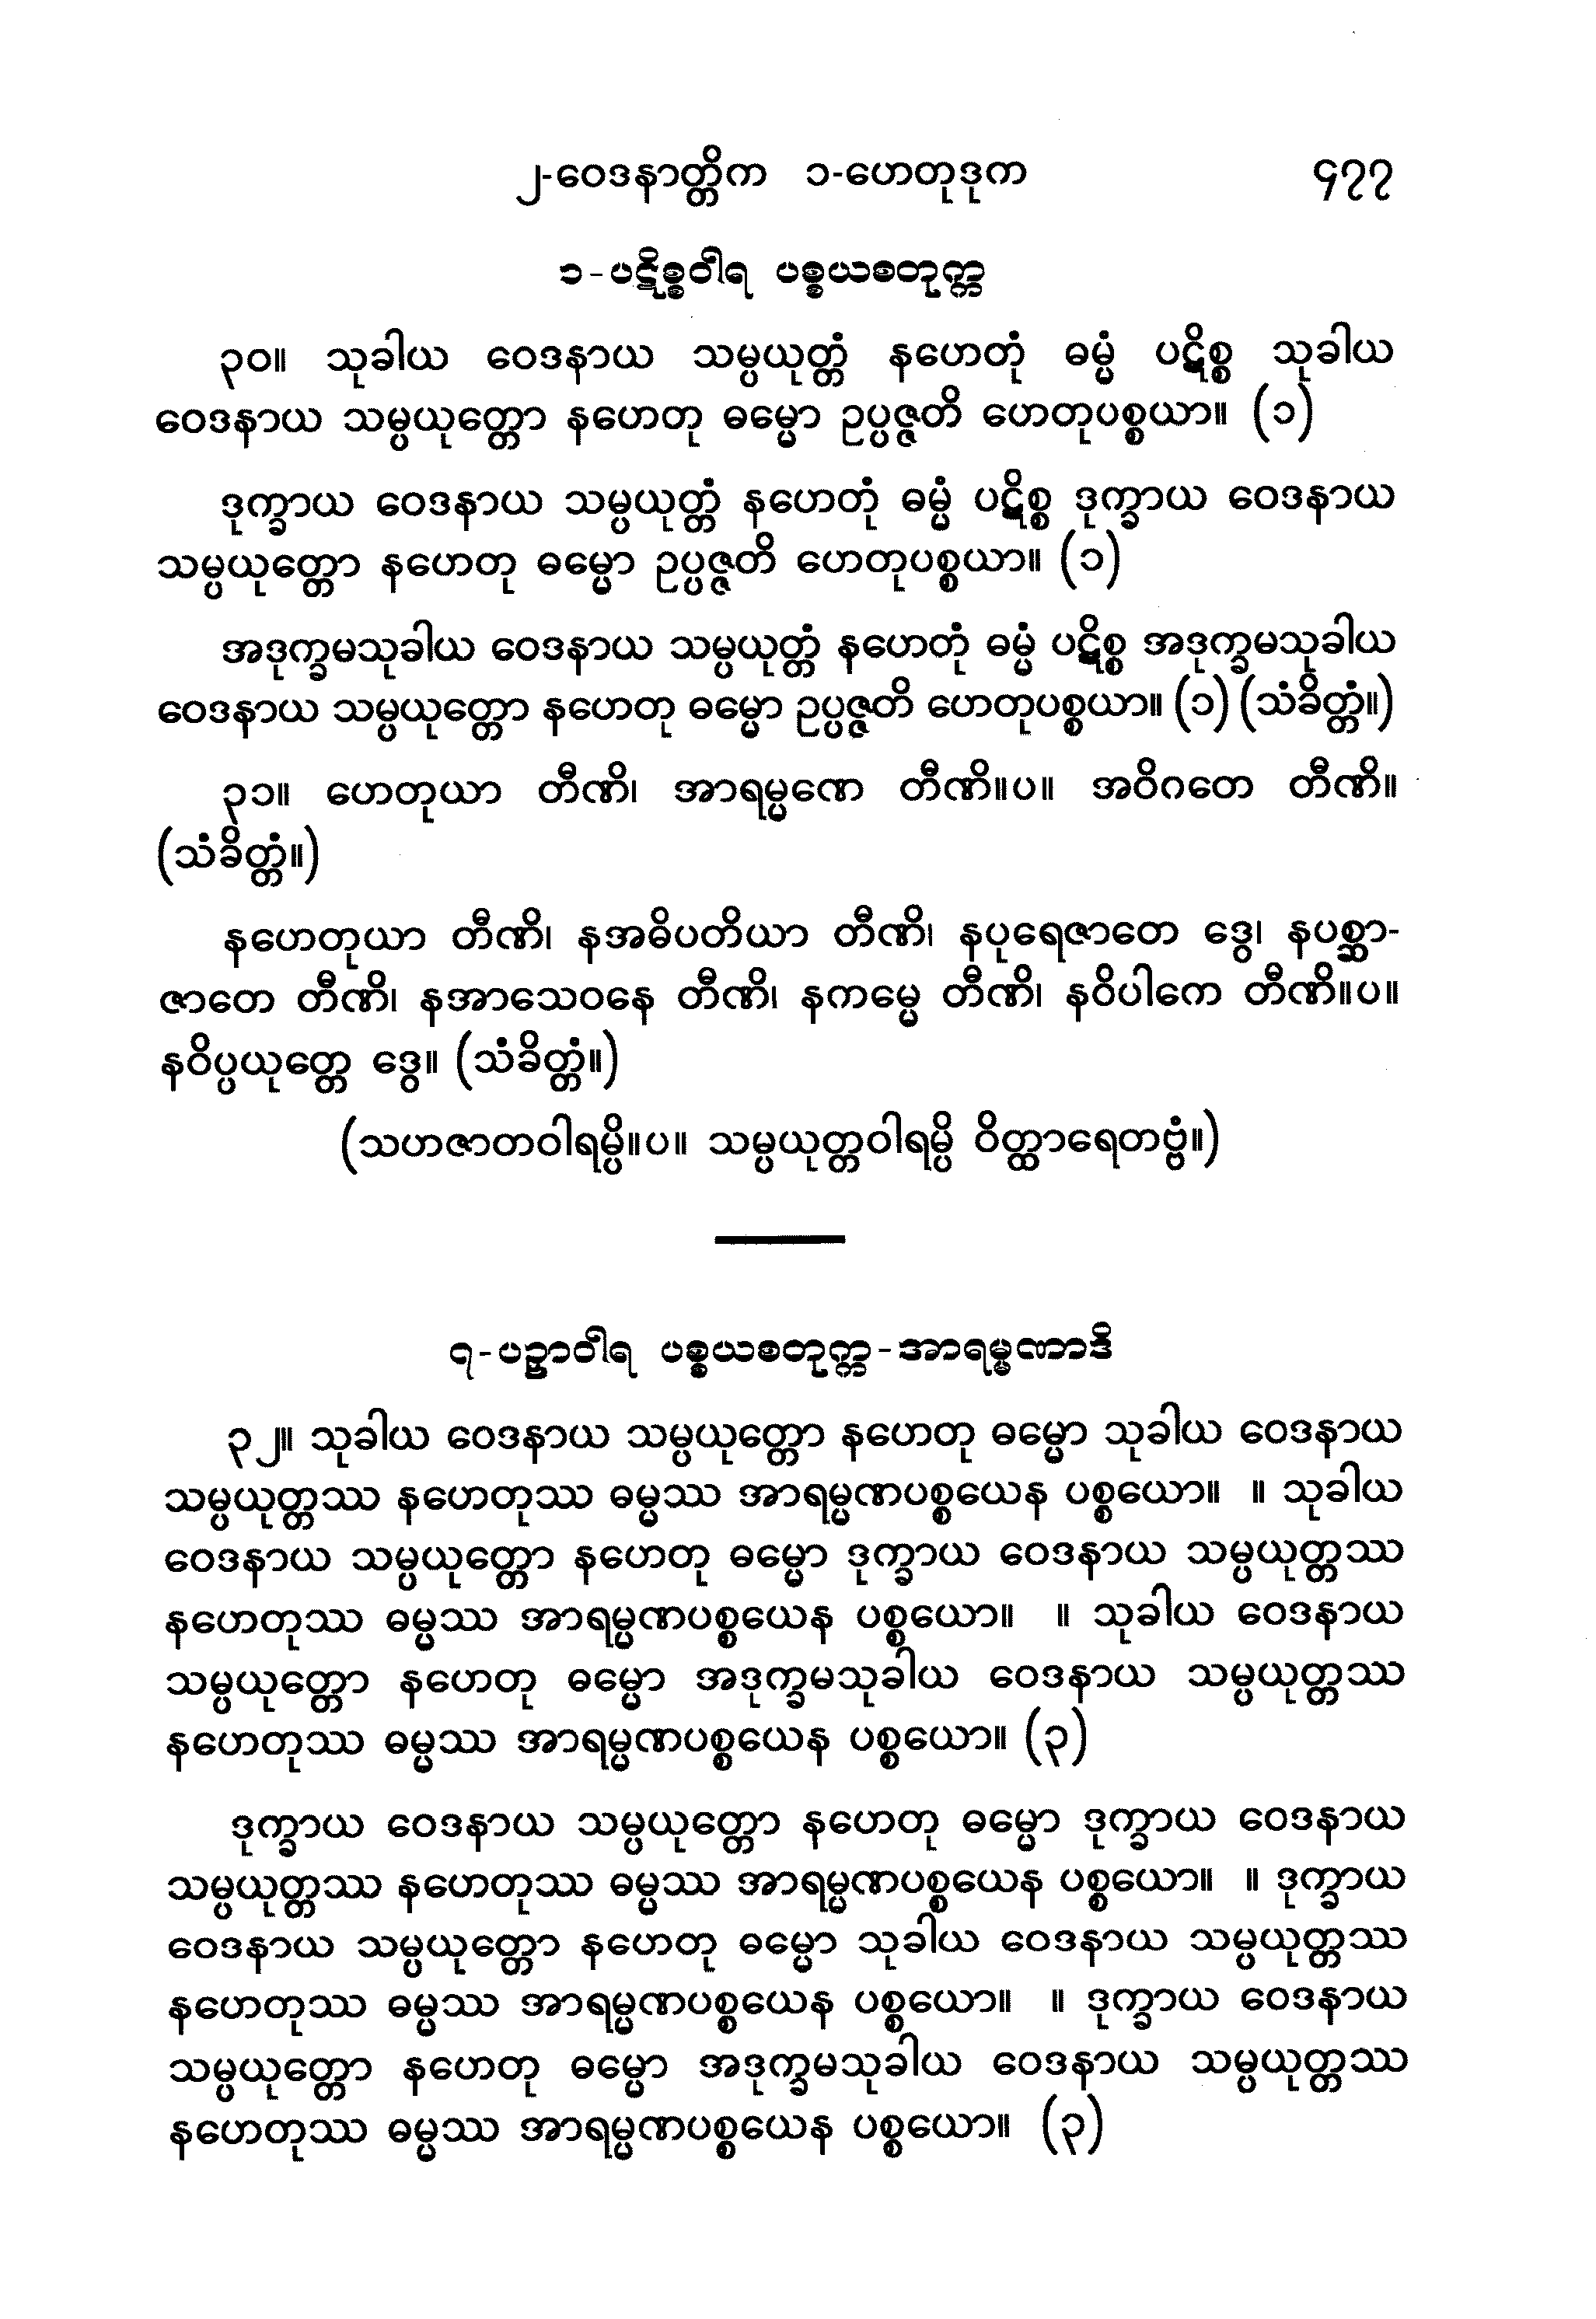 ၂-ဝေဒနာတ္တိက ၁-ဟေတုဒုက ၄၇၇
၁-ပဋိစ္စဝါရ ပစ္စယစတုက္က
၃၀။ သုခါယ ဝေဒနာယ သမ္ပယုတ္တံ နဟေတုံ ဓမ္မံ ပဋိစ္စ သုခါယ
ဝေဒနာယ သမ္ပယုတ္တော နဟေတု ဓမ္မော ဥပ္ပဇ္ဇတိ ဟေတုပစ္စယာ။ (၁)
ဒုက္ခာယ ဝေဒနာယ သမ္ပယုတ္တံ နဟေတုံ ဓမ္မံ ပဋိစ္စ ဒုက္ခာယ ဝေဒနာယ
သမ္ပယုတ္တော နဟေတု ဓမ္မော ဥပ္ပဇ္ဇတိ ဟေတုပစ္စယာ။ (၁)
အဒုက္ခမသုခါယ ဝေဒနာယ သမ္ပယုတ္တံ နဟေတုံ ဓမ္မံ ပဋိစ္စ အဒုက္ခမသုခါယ
ဝေဒနာယ သမ္ပယုတ္တော နဟေတု ဓမ္မော ဥပ္ပဇ္ဇတိ ဟေတုပစ္စယာ။ (၁) (သံခိတ္တံ။)
၃၁။ ဟေတုယာ တီဏိ၊ အာရမ္မဏေ တီဏိ။ပ။ အဝိဂတေ တီဏိ။
(သံခိတ္တံ။)
နဟေတုယာ တီဏိ၊ နအဓိပတိယာ တီဏိ၊ နပုရေဇာတေ ဒွေ၊ နပစ္ဆာ-
ဇာတေ တီဏိ၊ နအာသေဝနေ တီဏိ၊ နကမ္မေ တီဏိ၊ နဝိပါကေ တီဏိ။ပ။
နဝိပ္ပယုတ္တေ ဒွေ။ (သံခိတ္တံ။)
(သဟဇာတဝါရမ္ပိ။ပ။ သမ္ပယုတ္တဝါရမ္ပိ ဝိတ္ထာရေတဗ္ဗံ။)
၇-ပဉှာဝါရ ပစ္စယစတုက္က-အာရမ္မဏာဒိ
၃၂။ သုခါယ ဝေဒနာယ သမ္ပယုတ္တော နဟေတု ဓမ္မော သုခါယ ဝေဒနာယ
သမ္ပယုတ္တဿ နဟေတုဿ ဓမ္မဿ အာရမ္မဏပစ္စယေန ပစ္စယော။ ။ သုခါယ
ဝေဒနာယ သမ္ပယုတ္တော နဟေတု ဓမ္မော ဒုက္ခာယ ဝေဒနာယ သမ္ပယုတ္တဿ
နဟေတုဿ ဓမ္မဿ အာရမ္မဏပစ္စယေန ပစ္စယော။ ။ သုခါယ ဝေဒနာယ
သမ္ပယုတ္တော နဟေတု ဓမ္မော အဒုက္ခမသုခါယ ဝေဒနာယ သမ္ပယုတ္တဿ
နဟေတုဿ ဓမ္မဿ အာရမ္မဏပစ္စယေန ပစ္စယော။ (၃)
ဒုက္ခာယ ဝေဒနာယ သမ္ပယုတ္တော နဟေတု ဓမ္မော ဒုက္ခာယ ဝေဒနာယ
သမ္ပယုတ္တဿ နဟေတုဿ ဓမ္မဿ အာရမ္မဏပစ္စယေန ပစ္စယော။ ။ ဒုက္ခာယ
ဝေဒနာယ သမ္ပယုတ္တော နဟေတု ဓမ္မော သုခါယ ဝေဒနာယ သမ္ပယုတ္တဿ
နဟေတုဿ ဓမ္မဿ အာရမ္မဏပစ္စယေန ပစ္စယော။ ။ ဒုက္ခာယ ဝေဒနာယ
သမ္ပယုတ္တော နဟေတု ဓမ္မော အဒုက္ခမသုခါယ ဝေဒနာယ သမ္ပယုတ္တဿ
နဟေတုဿ ဓမ္မဿ အာရမ္မဏပစ္စယေန ပစ္စယော။ (၃)